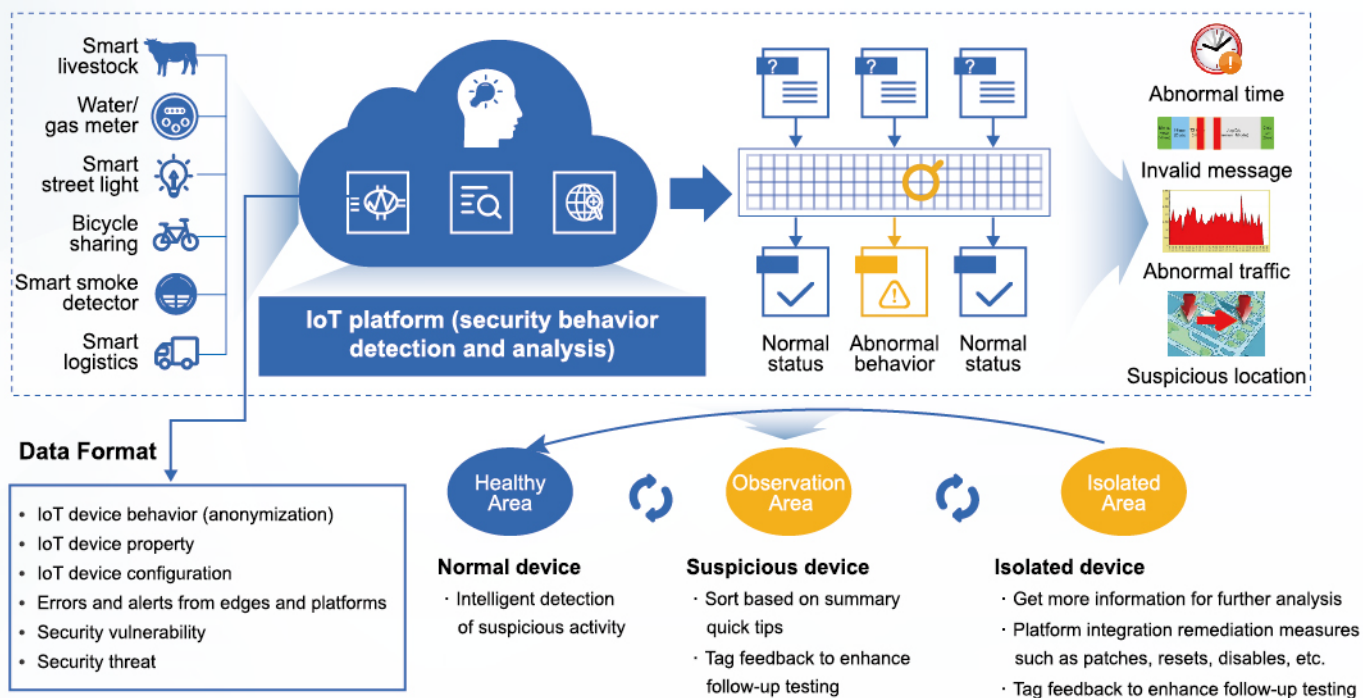 Smart
livestock
Water/
gas meter
Smart
street light
Bicycle
sharing
Smart smoke
detector
Smart
logistics
IoT platform (security behavior
detection and analysis)
?
?
?
Normal
status
Abnormal
behavior
Normal
status
Abnormal time
Invalid message
Abnormal traffic
Suspicious location
Data Format
• IoT device behavior (anonymization)
• IoT device property
• IoT device configuration
• Errors and alerts from edges and platforms
• Security vulnerability
• Security threat
Healthy
Area
Normal device
· Intelligent detection
of suspicious activity
Observation
Area
Suspicious device
· Sort based on summary
quick tips
· Tag feedback to enhance
follow-up testing
Isolated
Area
Isolated device
· Get more information for further analysis
· Platform integration remediation measures
such as patches, resets, disables, etc.
· Tag feedback to enhance follow-up testing